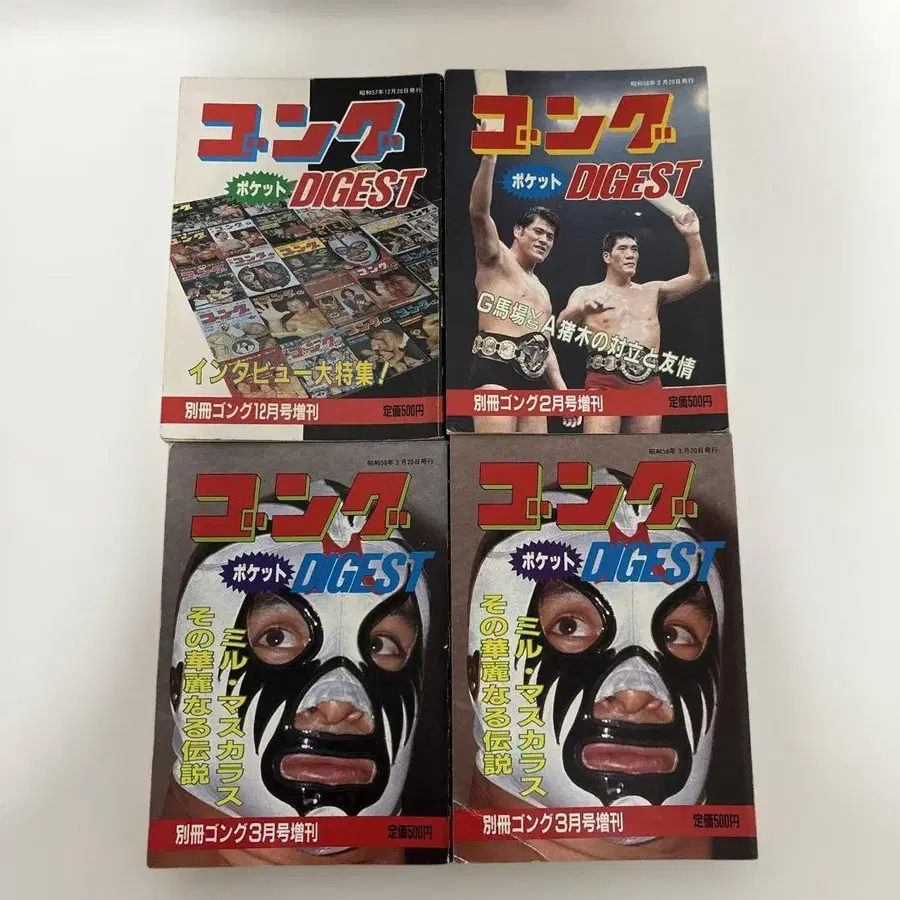 昭和57年12月20日発行
ゴング
ポケット
DIGEST
インタビュー大特集!
別冊ゴング12月号増刊
定価500円
昭和58年2月20日発行
ゴング
ポケット
DIGEST
G馬場VSA猪木の対立と友情
別冊ゴング2月号増刊
定価500円
昭和58年3月20日発行
ゴング
ポケット
DIGEST
ミル・マスカラス
その華麗なる伝説
別冊ゴング3月号増刊
定価500円
昭和58年3月20日発行
ゴング
ポケット
DIGEST
ミル・マスカラス
その華麗なる伝説
別冊ゴング3月号増刊
定価500円